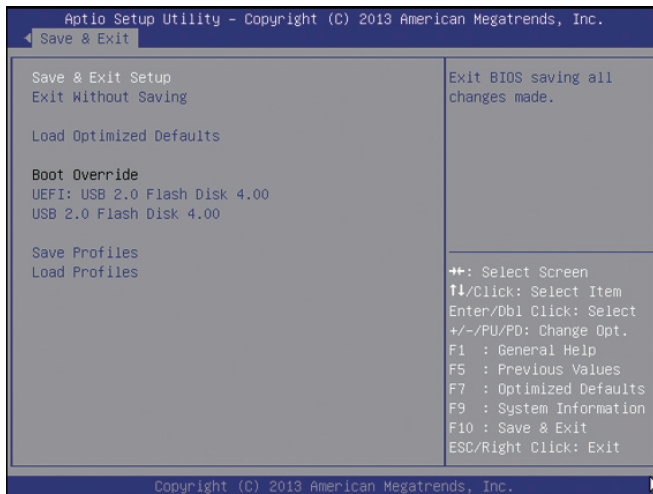 Aptio Setup Utility – Copyright (C) 2013 American Megatrends, Inc.
Save & Exit
Save & Exit Setup
Exit Without Saving
Load Optimized Defaults
Boot Override
UEFI: USB 2.0 Flash Disk 4.00
USB 2.0 Flash Disk 4.00
Save Profiles
Load Profiles
Exit BIOS saving all
changes made.
→←: Select Screen
↑↓/Click: Select Item
Enter/Dbl Click: Select
+/-/PU/PD: Change Opt.
F1 : General Help
F5 : Previous Values
F7 : Optimized Defaults
F9 : System Information
F10 : Save & Exit
ESC/Right Click: Exit
Copyright (C) 2013 American Megatrends, Inc.